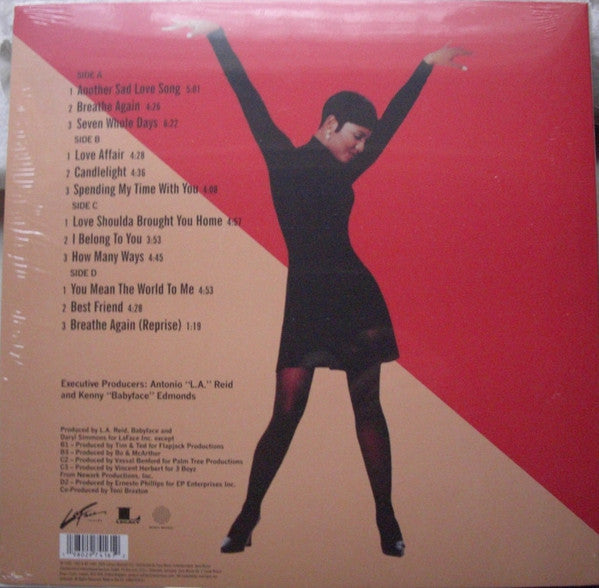 SIDE A
1 Another Sad Love Song 5:01
2 Breathe Again 4:26
3 Seven Whole Days 6:22
SIDE B
1 Love Affair 4:28
2 Candlelight 4:36
3 Spending My Time With You 4:08
SIDE C
1 Love Shoulda Brought You Home 4:57
2 I Belong To You 3:53
3 How Many Ways 4:45
SIDE D
1 You Mean The World To Me 4:53
2 Best Friend 4:28
3 Breathe Again (Reprise) 1:19
Executive Producers: Antonio "L.A." Reid
and Kenny "Babyface" Edmonds
Produced by L.A. Reid, Babyface and
Daryl Simmons for LaFace Inc. except
B1 – Produced by Tim & Ted for Flapjack Productions
B3 – Produced by Bo & McArthur
C2 – Produced by Vassal Benford for Palm Tree Productions
C3 – Produced by Vincent Herbert for 3 Boyz
From Newark Productions, Inc.
D2 – Produced by Ernesto Phillips for EP Enterprises Inc.
Co-Produced by Toni Braxton
LaFace
LEGACY